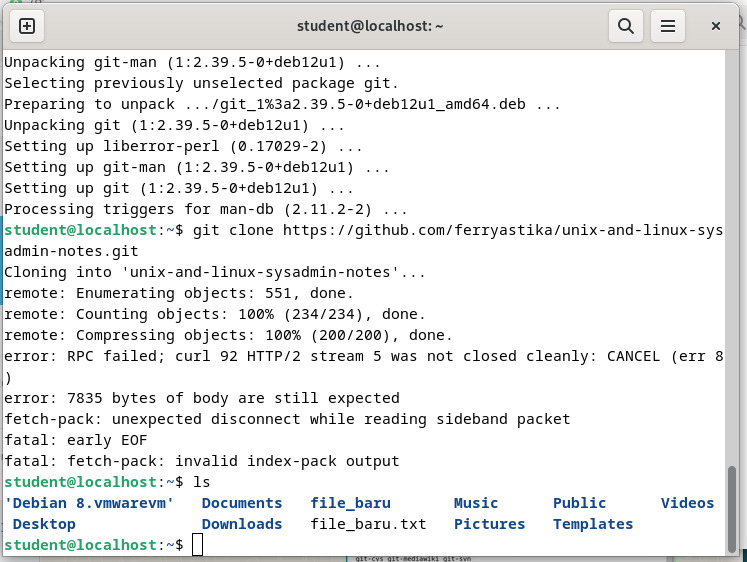 student@localhost: ~
Unpacking git-man (1:2.39.5-0+deb12u1) ...
Selecting previously unselected package git.
Preparing to unpack .../git_1%3a2.39.5-0+deb12u1_amd64.deb ...
Unpacking git (1:2.39.5-0+deb12u1) ...
Setting up liberror-perl (0.17029-2) ...
Setting up git-man (1:2.39.5-0+deb12u1) ...
Setting up git (1:2.39.5-0+deb12u1) ...
Processing triggers for man-db (2.11.2-2) ...
student@localhost:~$ git clone https://github.com/ferryastika/unix-and-linux-sys
admin-notes.git
Cloning into 'unix-and-linux-sysadmin-notes'...
remote: Enumerating objects: 551, done.
remote: Counting objects: 100% (234/234), done.
remote: Compressing objects: 100% (200/200), done.
error: RPC failed; curl 92 HTTP/2 stream 5 was not closed cleanly: CANCEL (err 8
)
error: 7835 bytes of body are still expected
fetch-pack: unexpected disconnect while reading sideband packet
fatal: early EOF
fatal: fetch-pack: invalid index-pack output
student@localhost:~$ ls
'Debian 8.vmwarevm' Documents file_baru Music Public Videos
Desktop Downloads file_baru.txt Pictures Templates
student@localhost:~$
git-cvs git-mediawiki git-svn